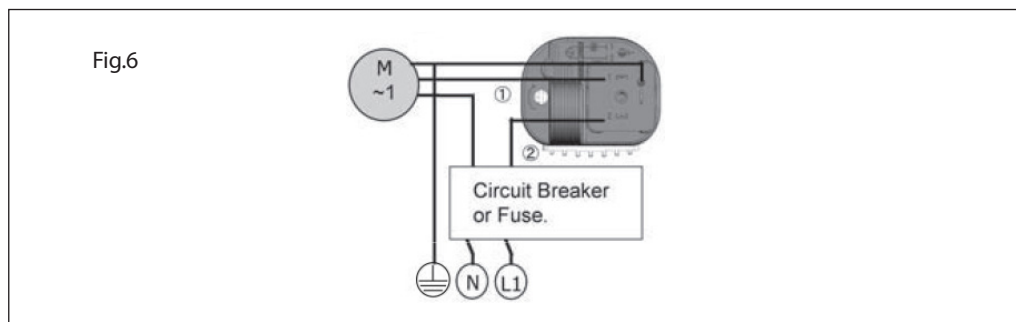 Fig.6
M
~1
①
②
Circuit Breaker
or Fuse.
N
L1